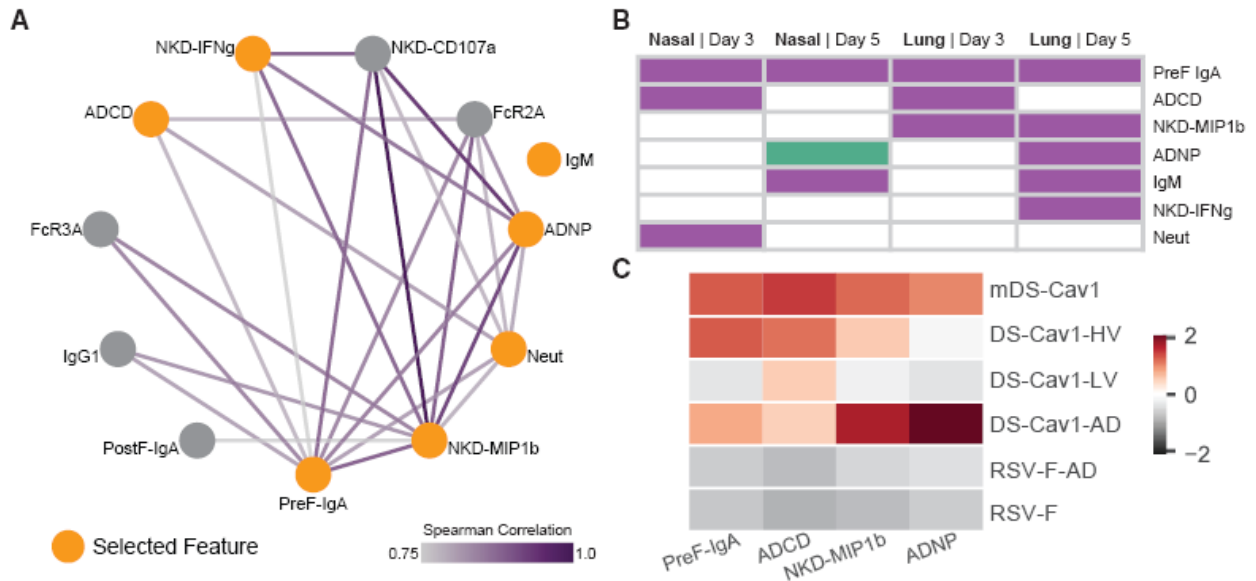 A
NKD-IFNg
NKD-CD107a
ADCD
FcR2A
IgM
FcR3A
ADNP
IgG1
Neut
PostF-IgA
NKD-MIP1b
PreF-IgA
Selected Feature
Spearman Correlation
0.75
1.0
B
Nasal | Day 3
Nasal | Day 5
Lung | Day 3
Lung | Day 5
PreF IgA
ADCD
NKD-MIP1b
ADNP
IgM
NKD-IFNg
Neut
C
mDS-Cav1
DS-Cav1-HV
DS-Cav1-LV
DS-Cav1-AD
RSV-F-AD
RSV-F
PreF-IgA
ADCD
NKD-MIP1b
ADNP
2
0
−2